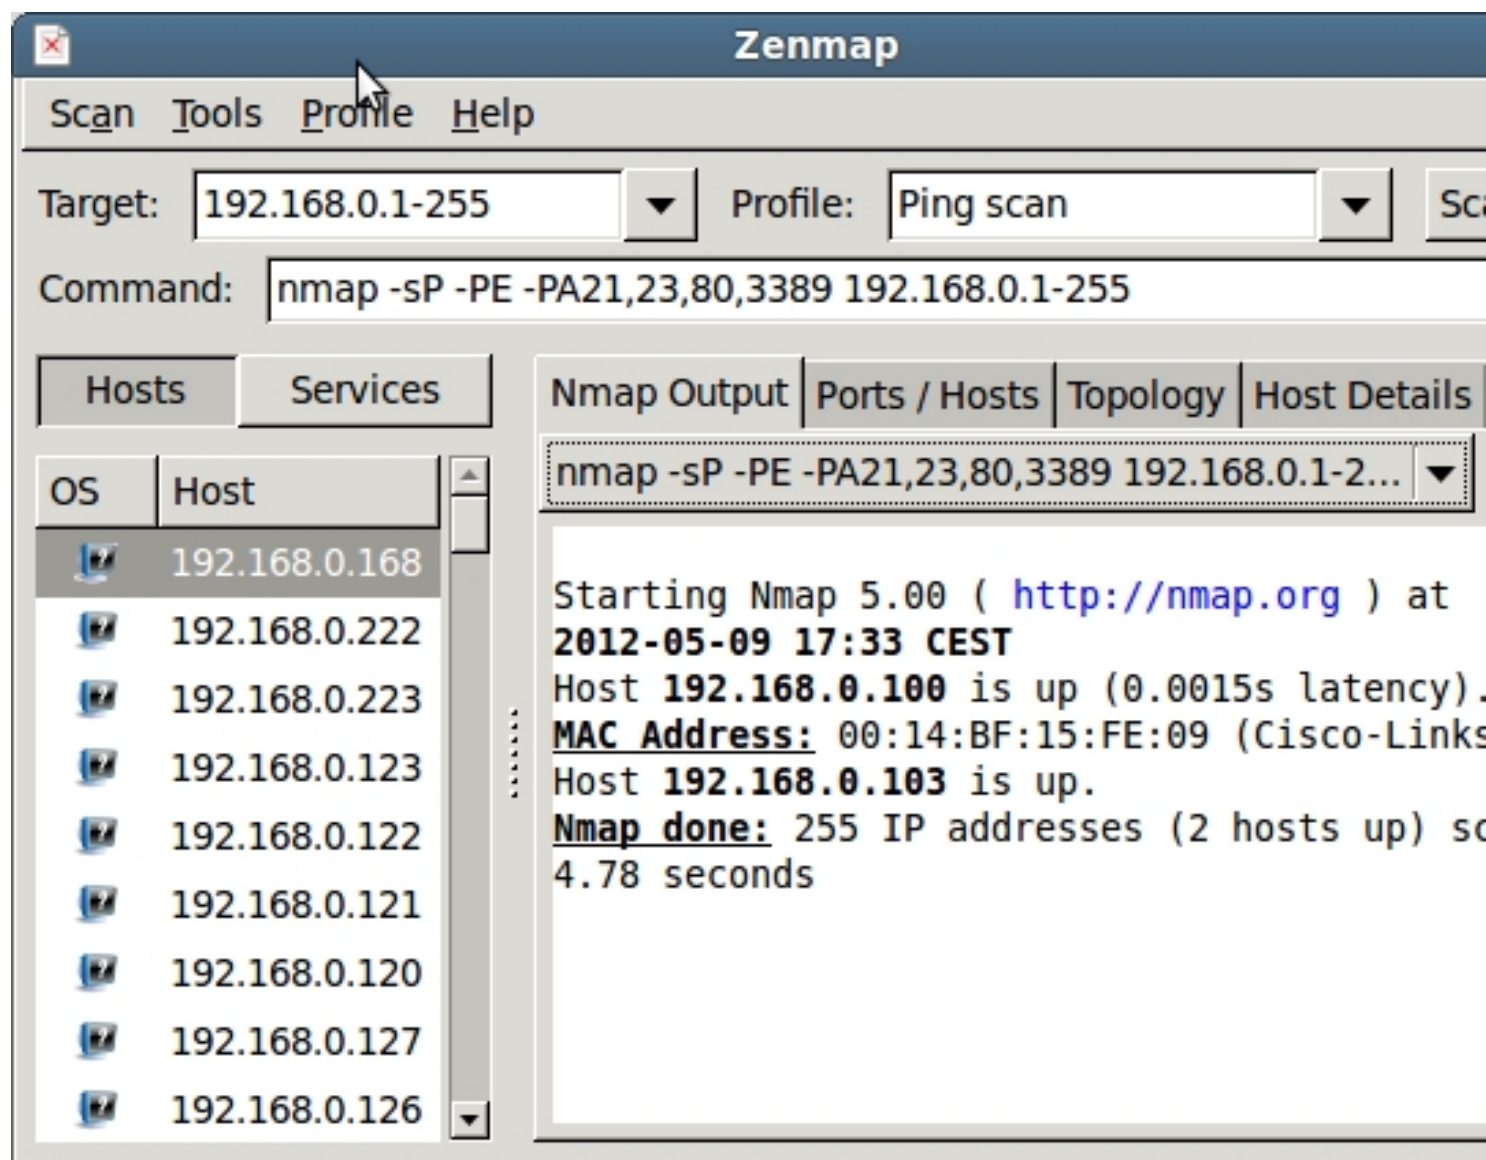 Zenmap
Scan Tools Profile Help
Target: 192.168.0.1-255 Profile: Ping scan
Command: nmap -sP -PE -PA21,23,80,3389 192.168.0.1-255
Hosts Services
Nmap Output Ports / Hosts Topology Host Details
nmap -sP -PE -PA21,23,80,3389 192.168.0.1-2...
OS Host
192.168.0.168
192.168.0.222
192.168.0.223
192.168.0.123
192.168.0.122
192.168.0.121
192.168.0.120
192.168.0.127
192.168.0.126
Starting Nmap 5.00 ( http://nmap.org ) at
2012-05-09 17:33 CEST
Host 192.168.0.100 is up (0.0015s latency).
MAC Address: 00:14:BF:15:FE:09 (Cisco-Links
Host 192.168.0.103 is up.
Nmap done: 255 IP addresses (2 hosts up)
4.78 seconds